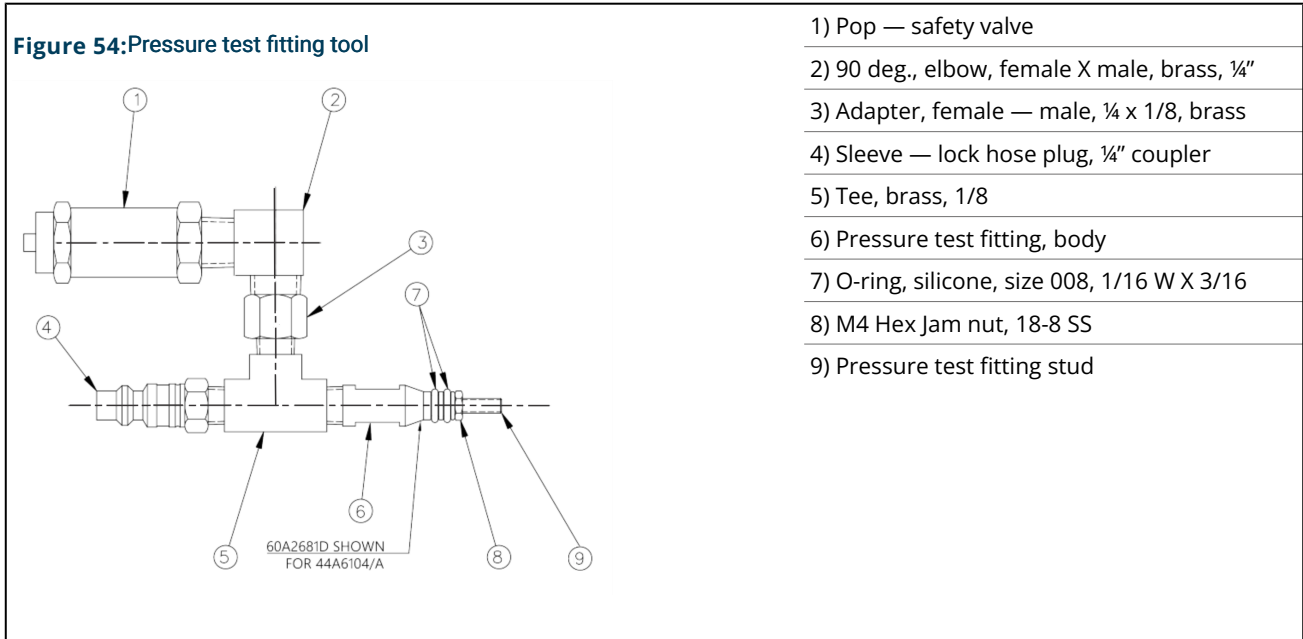 Figure 54:Pressure test fitting tool
1
2
3
7
4
6
60A2681D SHOWN
FOR 44A6104/A
5
8
9
1) Pop — safety valve
2) 90 deg., elbow, female X male, brass, ¼”
3) Adapter, female — male, ¼ x 1/8, brass
4) Sleeve — lock hose plug, ¼” coupler
5) Tee, brass, 1/8
6) Pressure test fitting, body
7) O-ring, silicone, size 008, 1/16 W X 3/16
8) M4 Hex Jam nut, 18-8 SS
9) Pressure test fitting stud